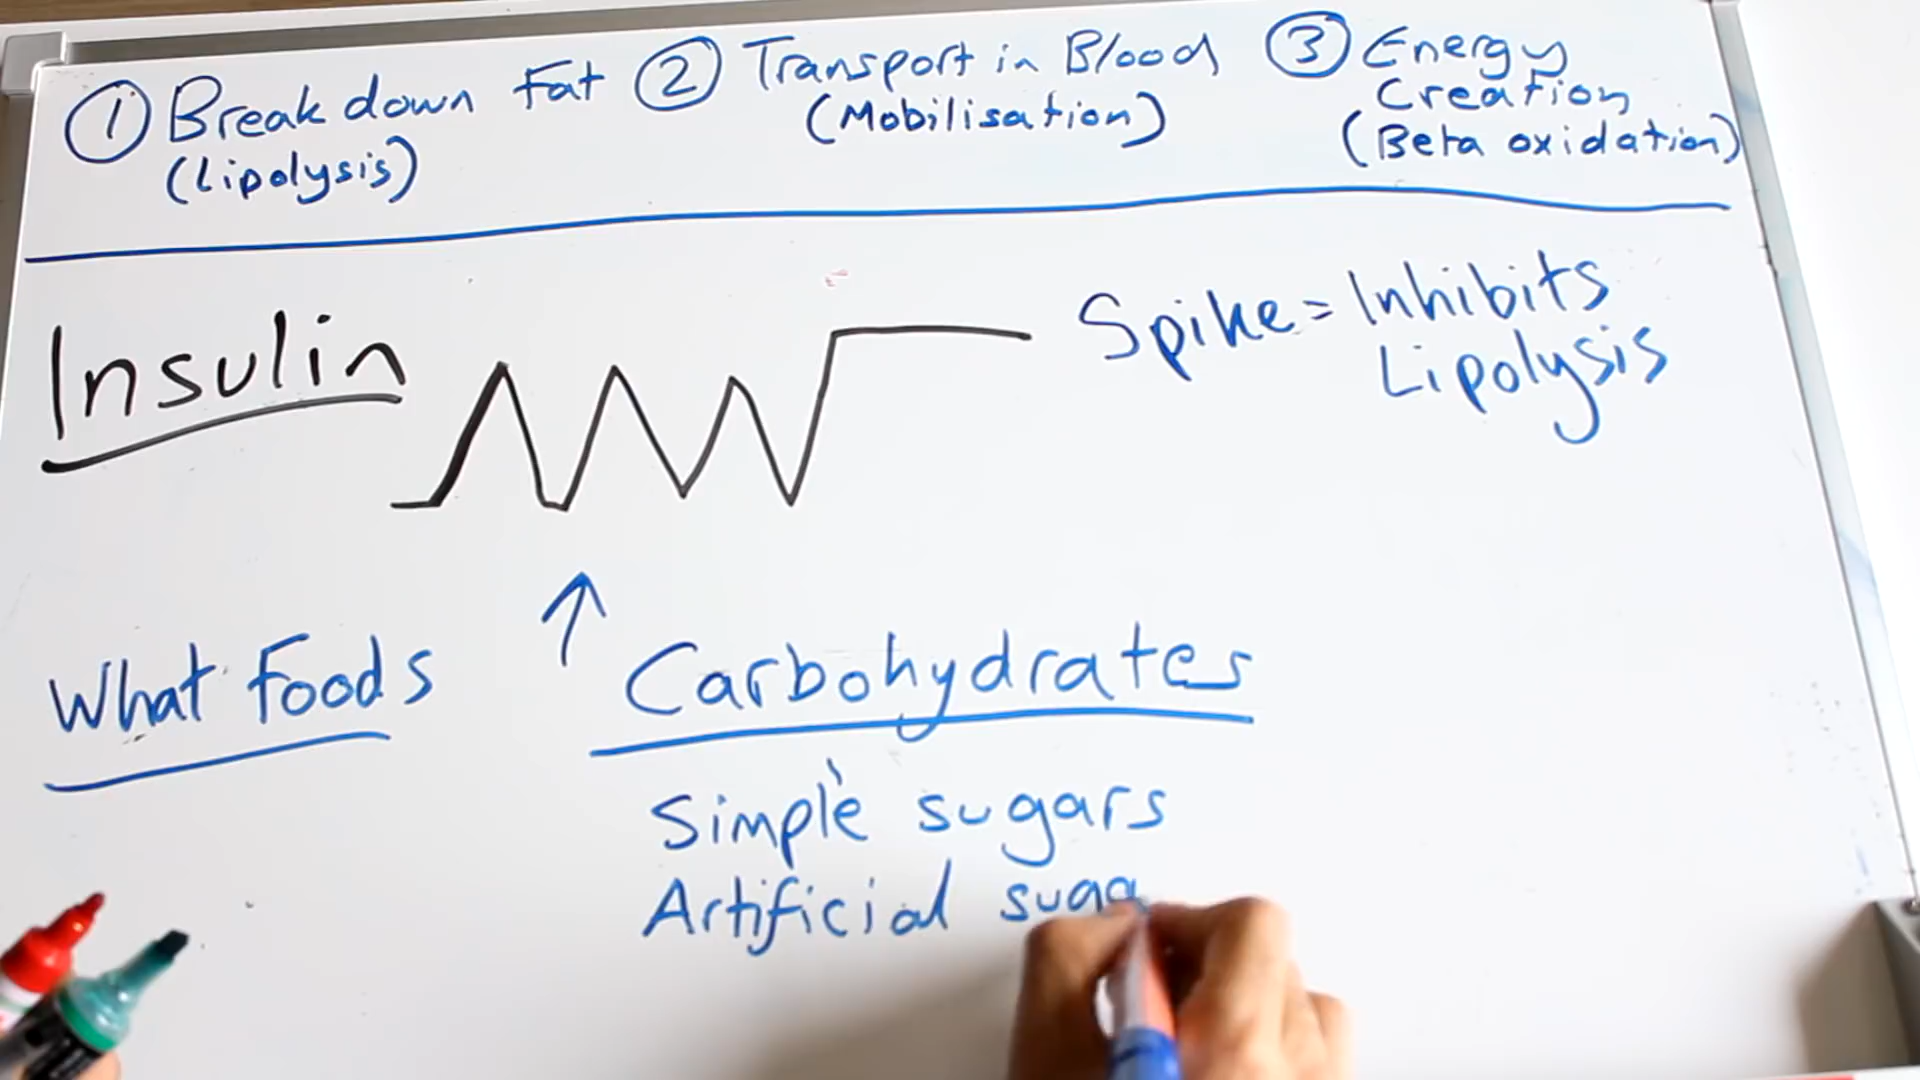 ① Break down Fat
(Lipolysis)
② Transport in Blood
(Mobilisation)
③ Energy
Creation
(Beta oxidation)
Insulin
Spike = Inhibits
Lipolysis
What Foods
↑ Carbohydrates
Simple sugars
Artificial suga